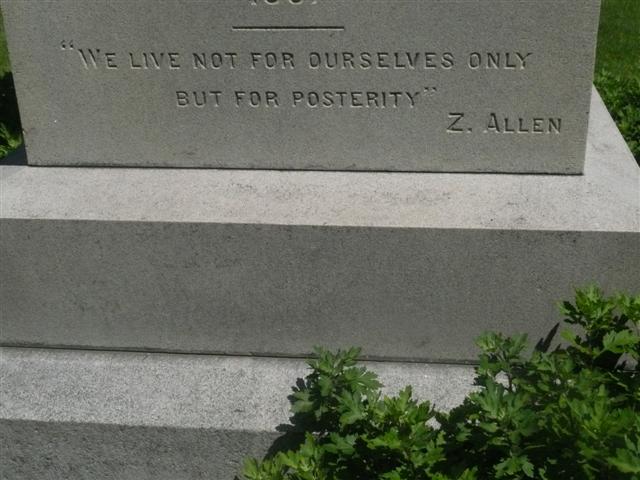 “WE LIVE NOT FOR OURSELVES ONLY
BUT FOR POSTERITY”
Z. ALLEN